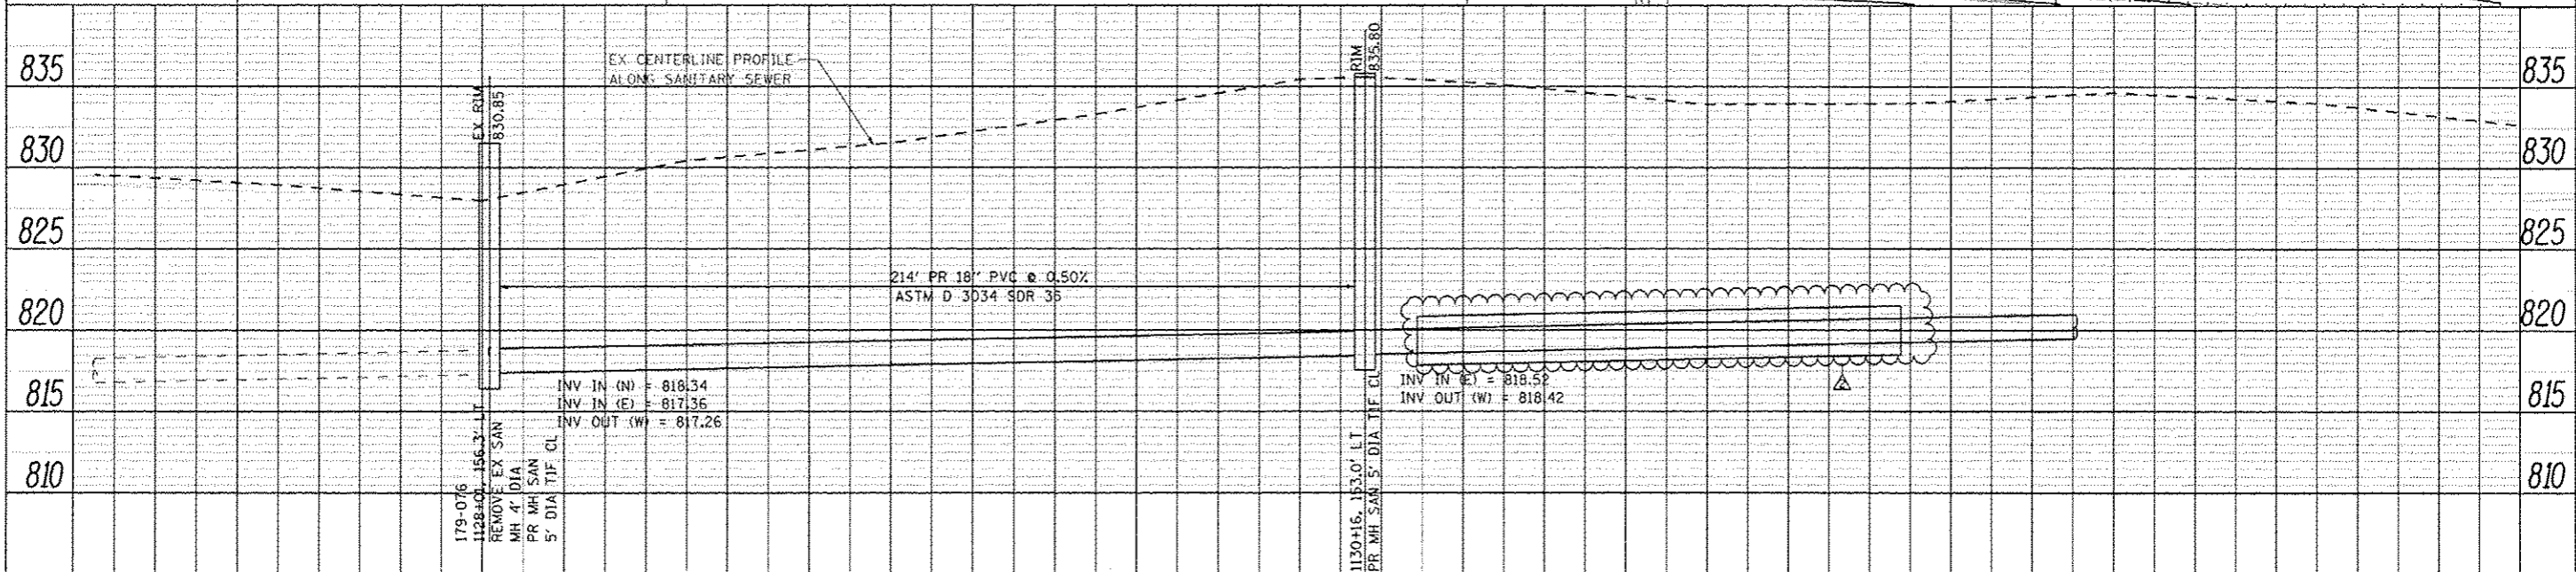 835
830
825
820
815
810
EX CENTERLINE PROFILE
ALONG SANITARY SEWER
EX RIM
830.85
214' PR 18" PVC @ 0.50%
ASTM D 3034 SDR 35
INV IN (N) = 818.34
INV IN (E) = 817.36
INV OUT (W) = 817.26
179-076
1128+01, 156.3' LT
REMOVE EX SAN
MH 4' DIA
PR MH SAN
5' DIA TIF CL
RIM
835.80
INV IN (E) = 818.52
INV OUT (W) = 818.42
1130+16, 153.0' LT
PR MH SAN 5' DIA TIF CL
2
835
830
825
820
815
810